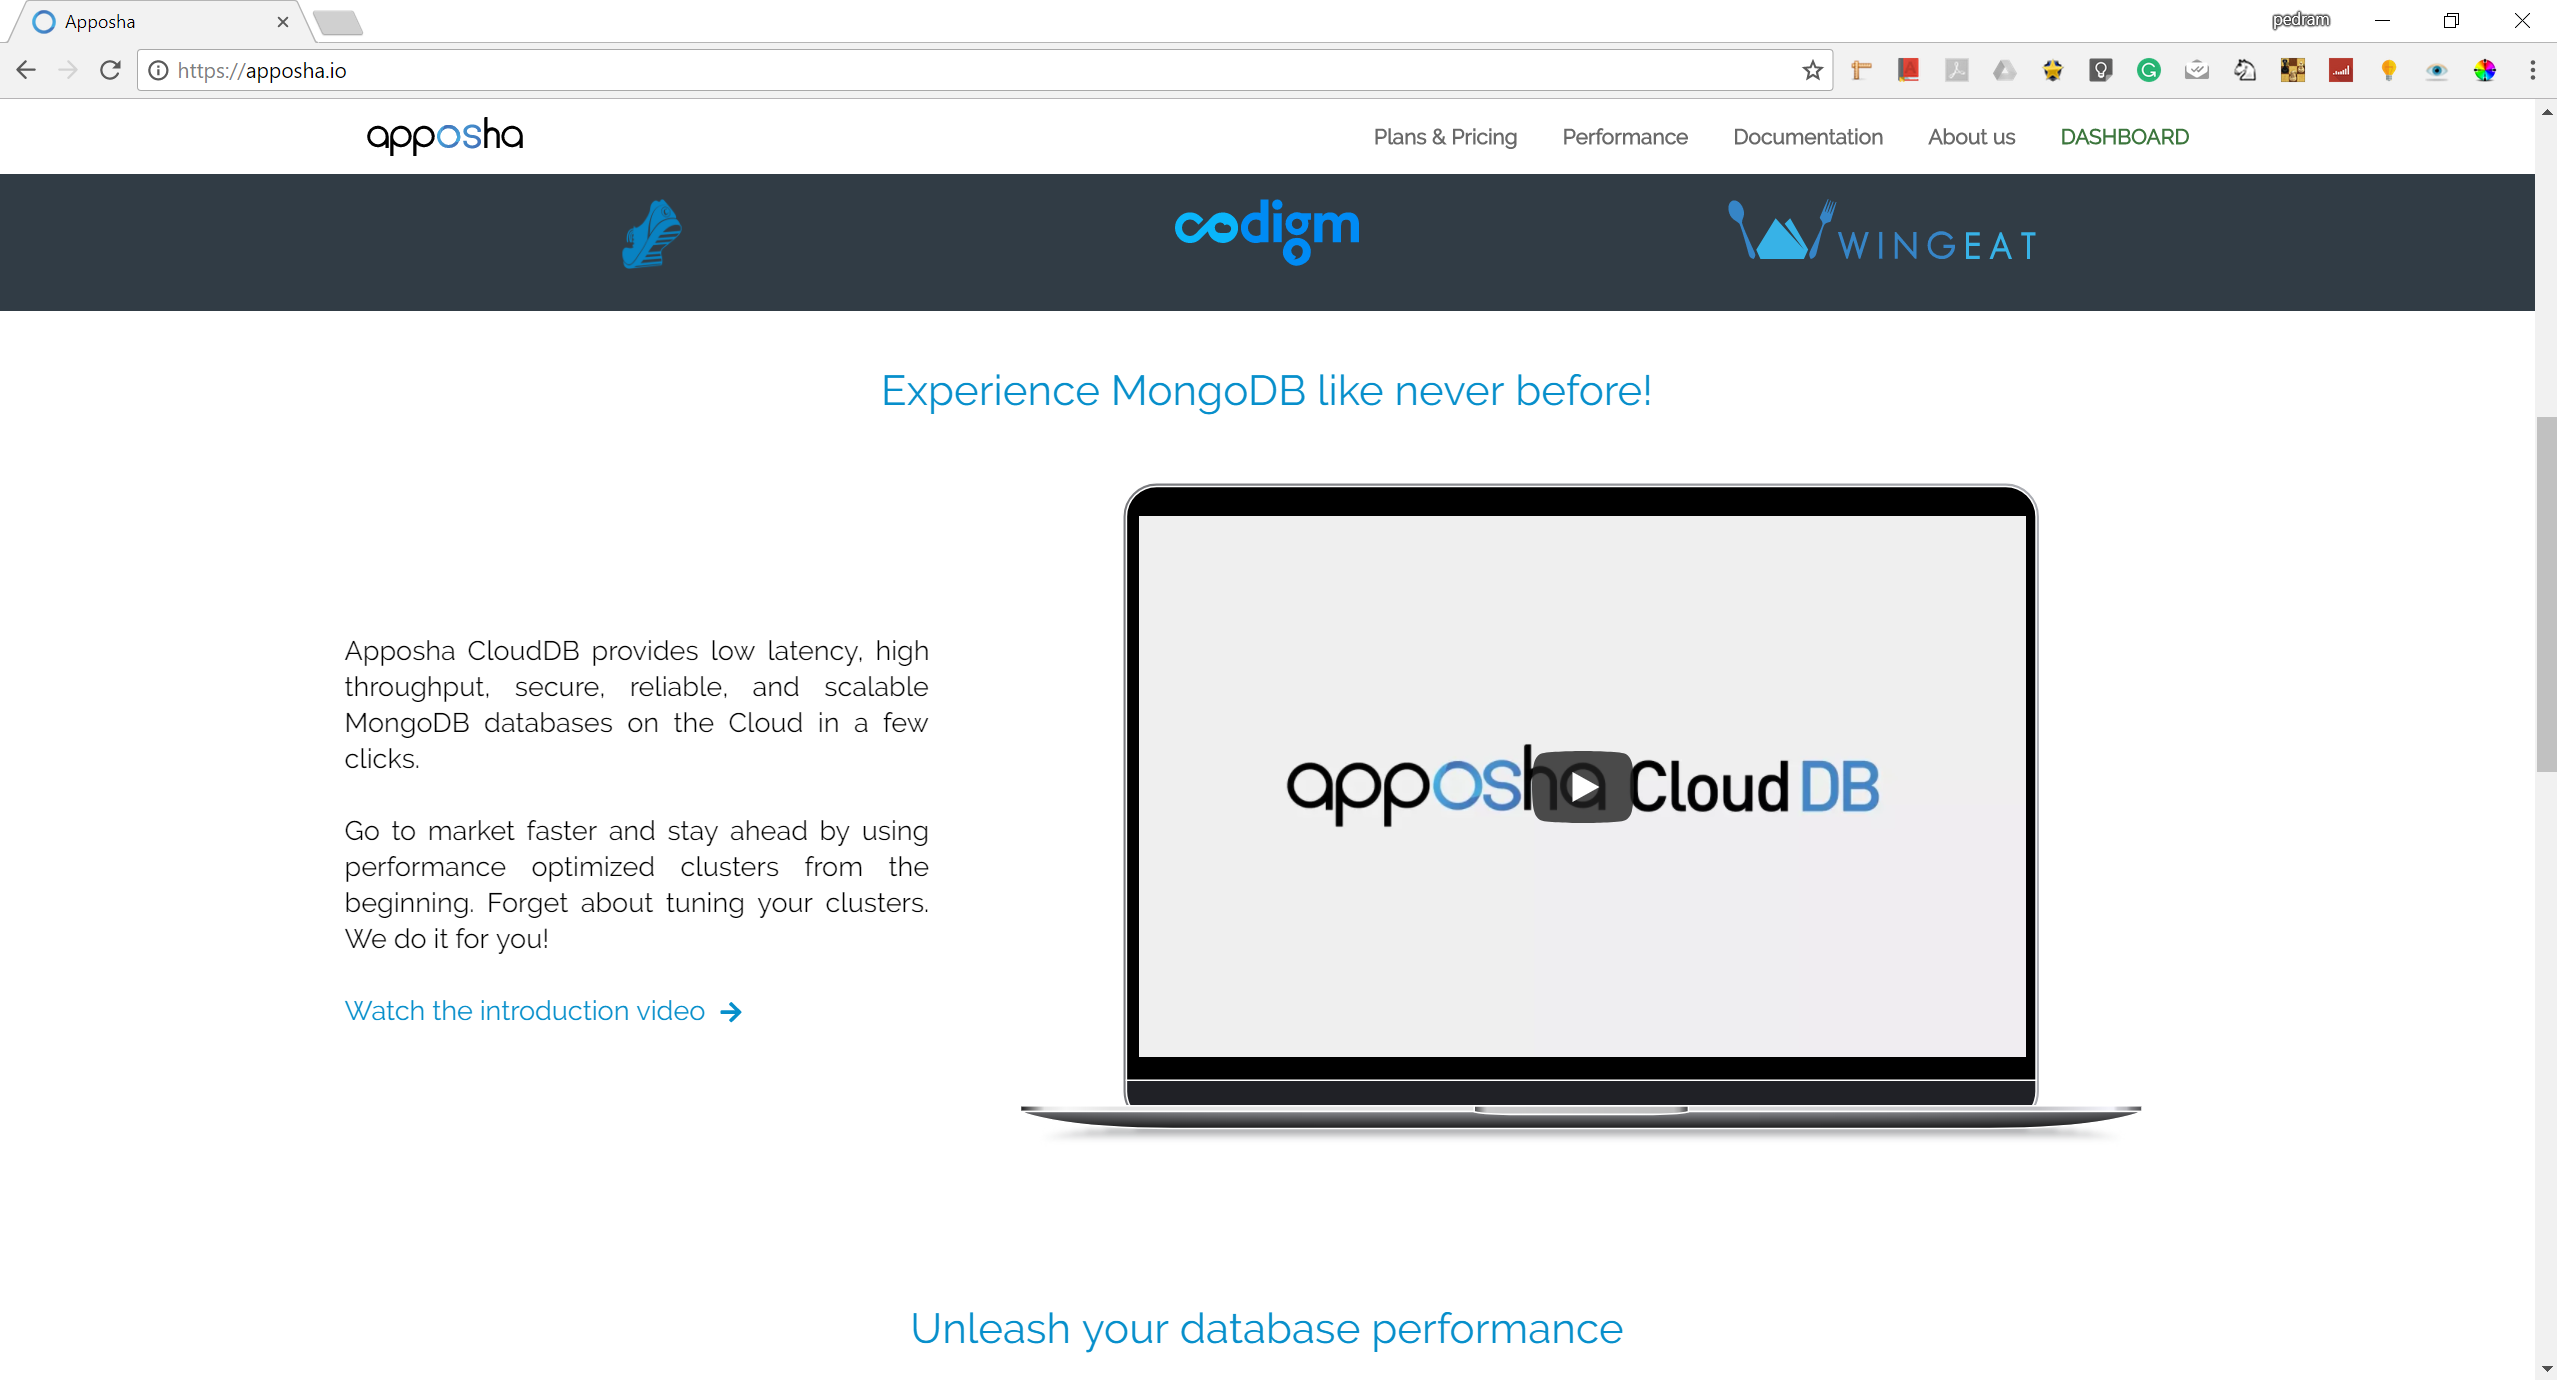 Apposha
pedram
https://apposha.io
apposha
Plans & Pricing
Performance
Documentation
About us
DASHBOARD
codigm
WINGEAT
Experience MongoDB like never before!
Apposha CloudDB provides low latency, high
throughput, secure, reliable, and scalable
MongoDB databases on the Cloud in a few
clicks.
Go to market faster and stay ahead by using
performance optimized clusters from the
beginning. Forget about tuning your clusters.
We do it for you!
Watch the introduction video
apposha Cloud DB
Unleash your database performance